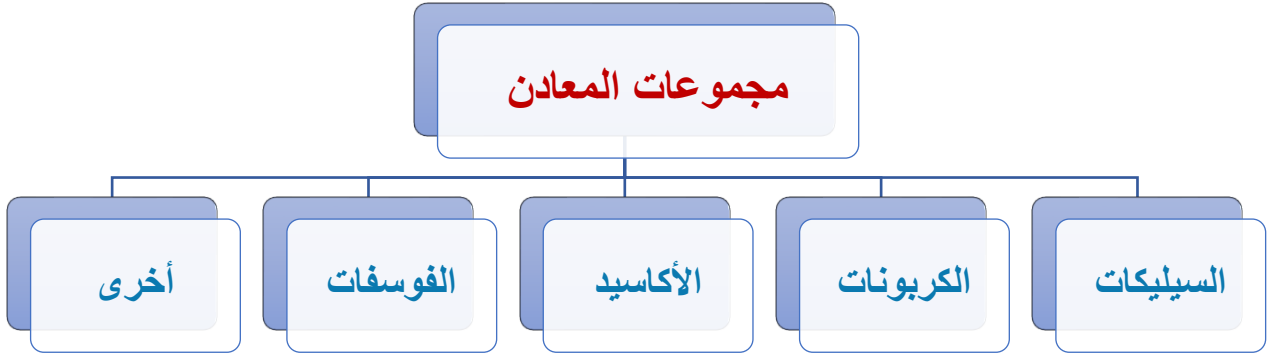 مجموعات المعادن
السيليكات
الكربونات
الأكاسيد
الفوسفات
أخرى